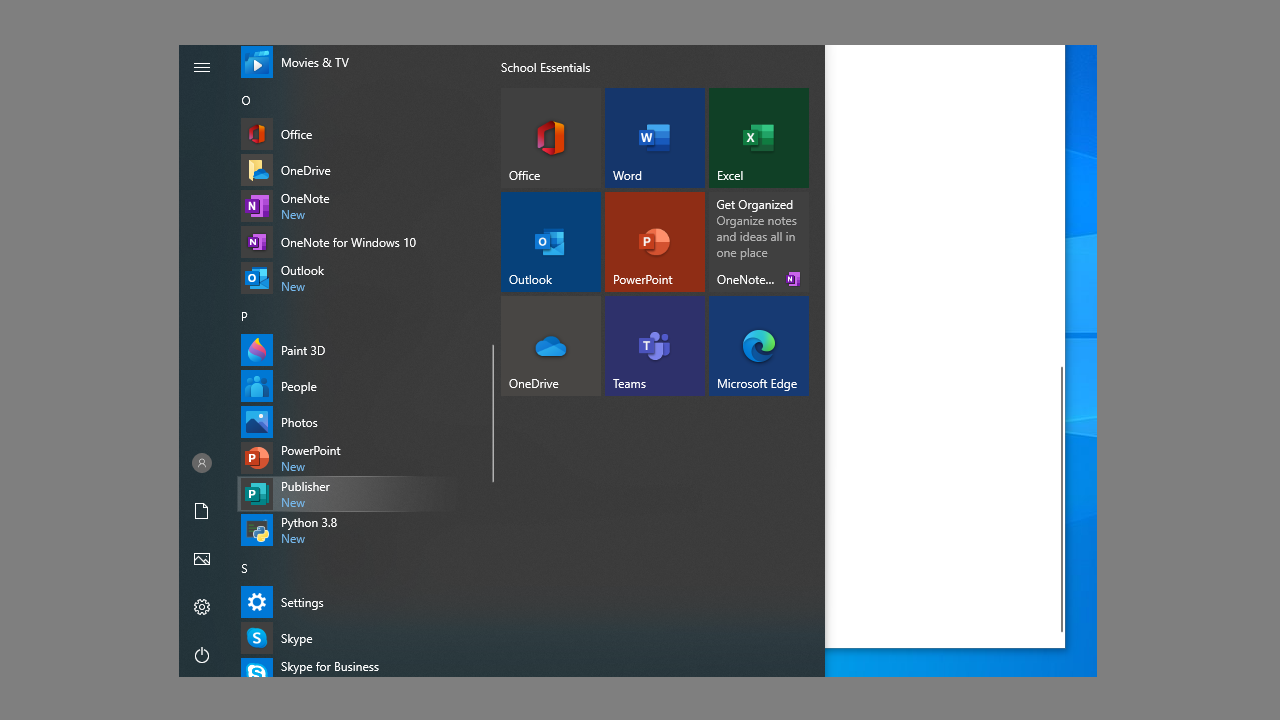 Movies & TV
O
Office
OneDrive
OneNote
New
OneNote for Windows 10
Outlook
New
P
Paint 3D
People
Photos
PowerPoint
New
Publisher
New
Python 3.8
New
S
Settings
Skype
Skype for Business
School Essentials
Office
Word
Excel
Outlook
PowerPoint
Get Organized
Organize notes
and ideas all in
one place
OneNote...
OneDrive
Teams
Microsoft Edge